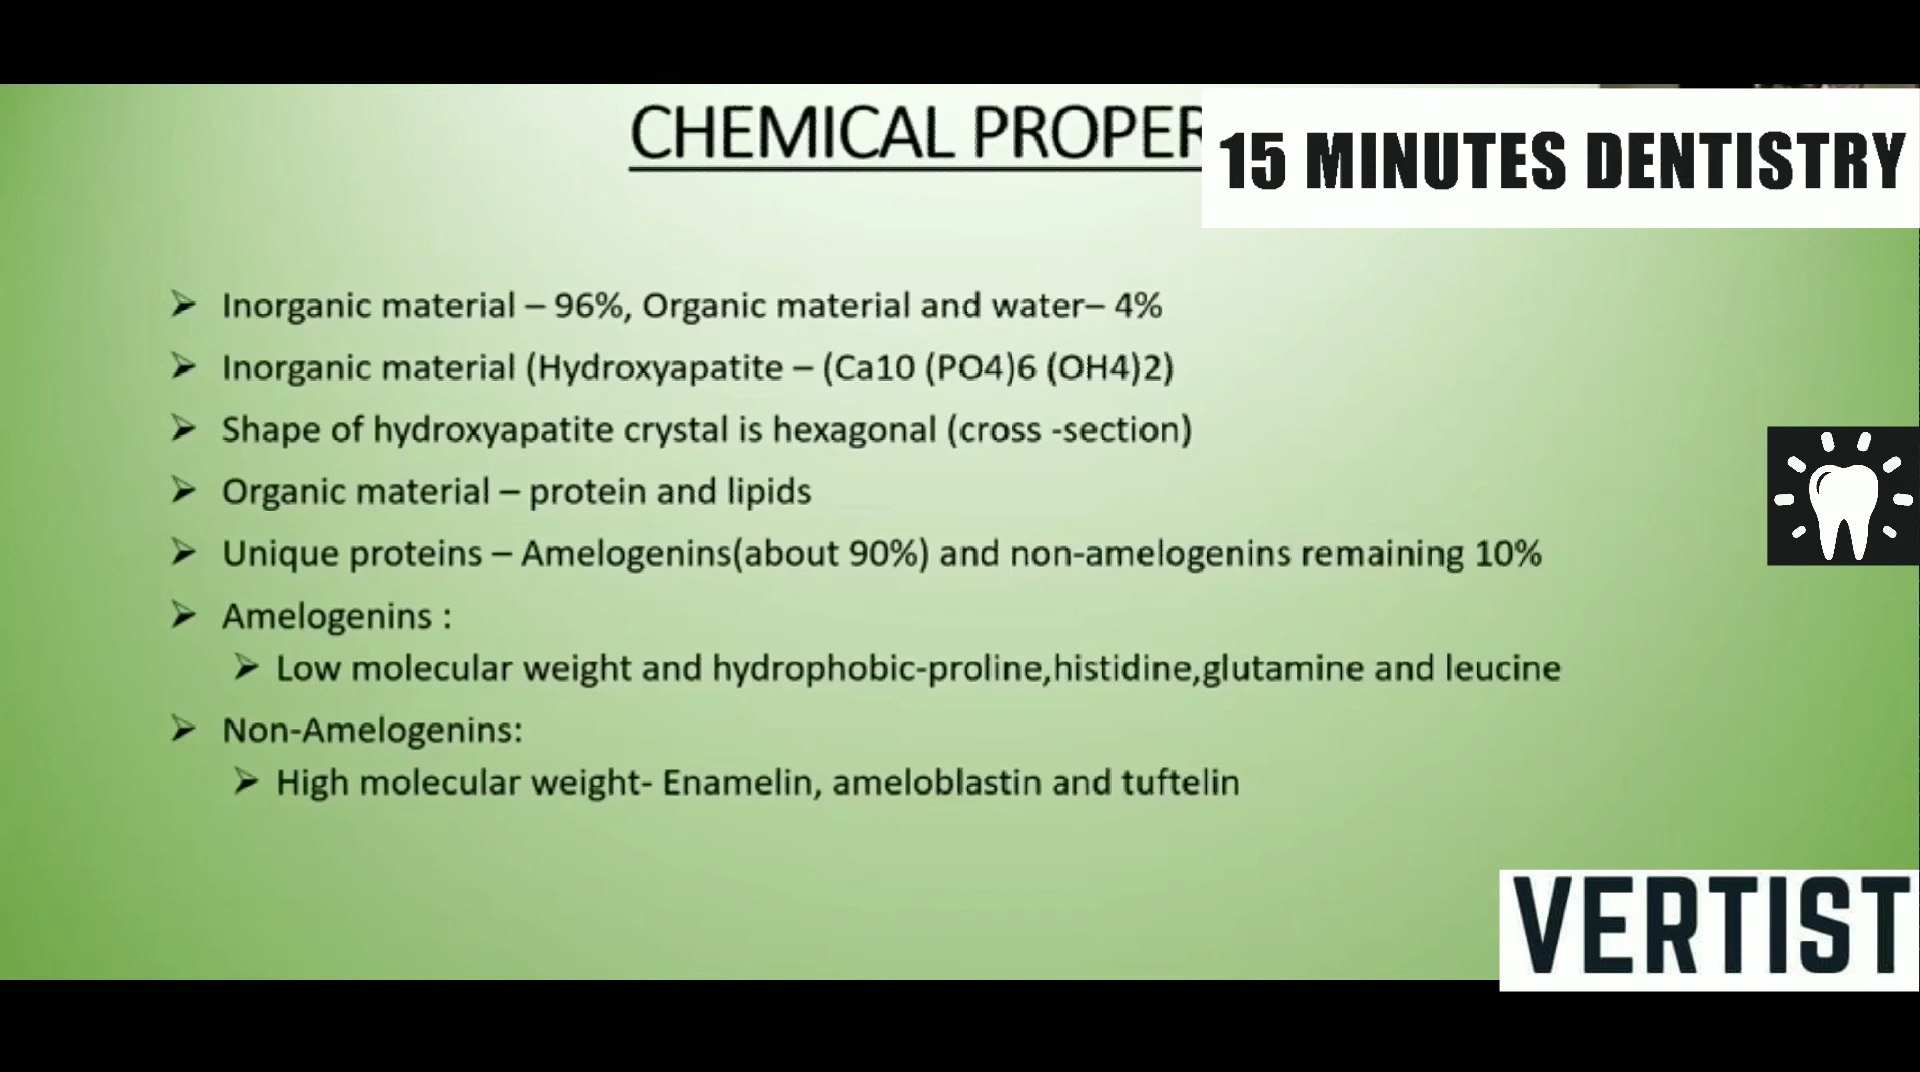 CHEMICAL PROPER
15 MINUTES DENTISTRY
➢ Inorganic material – 96%, Organic material and water– 4%
➢ Inorganic material (Hydroxyapatite – (Ca10 (PO4)6 (OH4)2)
➢ Shape of hydroxyapatite crystal is hexagonal (cross -section)
➢ Organic material – protein and lipids
➢ Unique proteins – Amelogenins(about 90%) and non-amelogenins remaining 10%
➢ Amelogenins :
➢ Low molecular weight and hydrophobic-proline,histidine,glutamine and leucine
➢ Non-Amelogenins:
➢ High molecular weight- Enamelin, ameloblastin and tuftelin
VERTIST